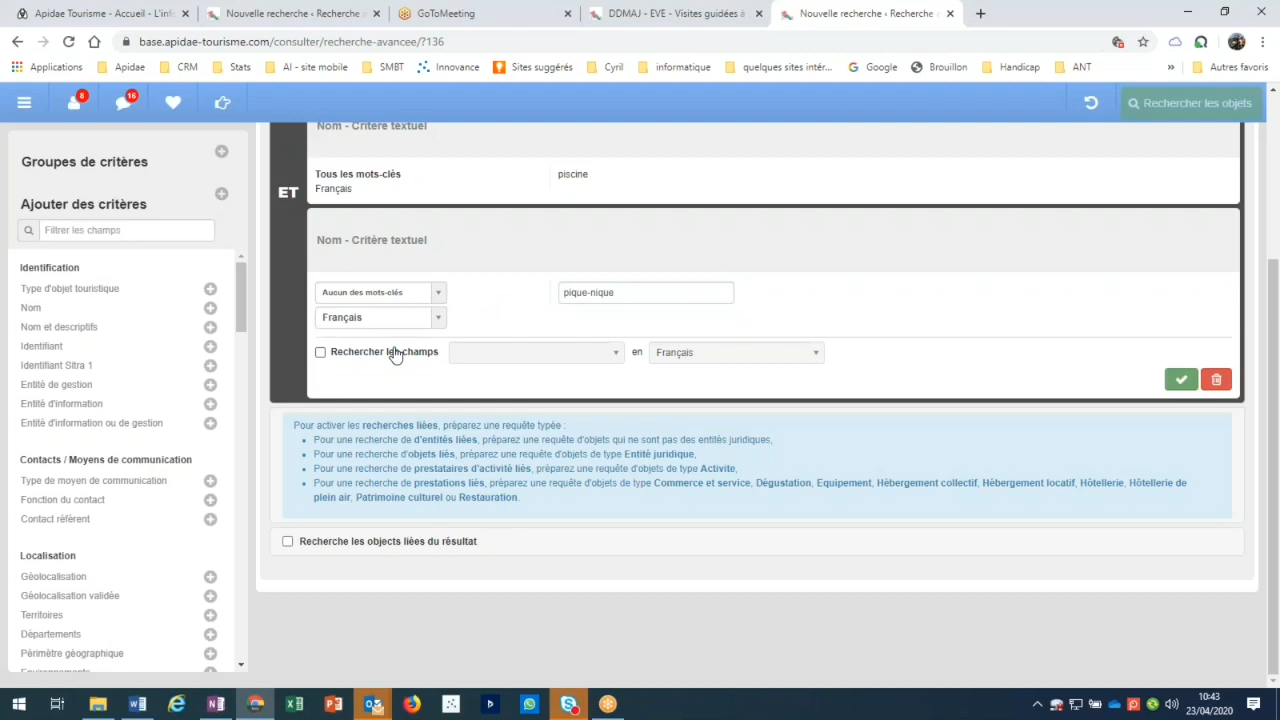 Apidae Tourisme - Accueil - L'inf
Nouvelle recherche ‹ Recherche
GoToMeeting
DDMAJ - EVE - Visites guidées à
Nouvelle recherche ‹ Recherche
base.apidae-tourisme.com/consulter/recherche-avancee/?136
Applications
Apidae
CRM
Stats
AI - site mobile
SMBT
Innovance
Sites suggérés
Cyril
informatique
quelques sites intér...
Google
Brouillon
Handicap
ANT
»
Autres favoris
8
16
Rechercher les objets
Groupes de critères
Ajouter des critères
Filtrer les champs
Identification
Type d'objet touristique
Nom
Nom et descriptifs
Identifiant
Identifiant Sitra 1
Entité de gestion
Entité d'information
Entité d'information ou de gestion
Contacts / Moyens de communication
Type de moyen de communication
Fonction du contact
Contact référent
Localisation
Géolocalisation
Géolocalisation validée
Territoires
Départements
Périmètre géographique
Environnements
ET
Nom - Critère textuel
Tous les mots-clés
piscine
Français
Nom - Critère textuel
Aucun des mots-clés
pique-nique
Français
Rechercher les champs
en
Français
Pour activer les recherches liées, préparez une requête typée :
Pour une recherche de d'entités liées, préparez une requête d'objets qui ne sont pas des entités juridiques,
Pour une recherche d'objets liés, préparez une requête d'objets de type Entité juridique,
Pour une recherche de prestataires d'activité liés, préparez une requête d'objets de type Activite,
Pour une recherche de prestations liés, préparez une requête d'objets de type Commerce et service, Dégustation, Equipement, Hébergement collectif, Hébergement locatif, Hôtellerie, Hôtellerie de
plein air, Patrimoine culturel ou Restauration.
Recherche les objects liées du résultat
10:43
23/04/2020